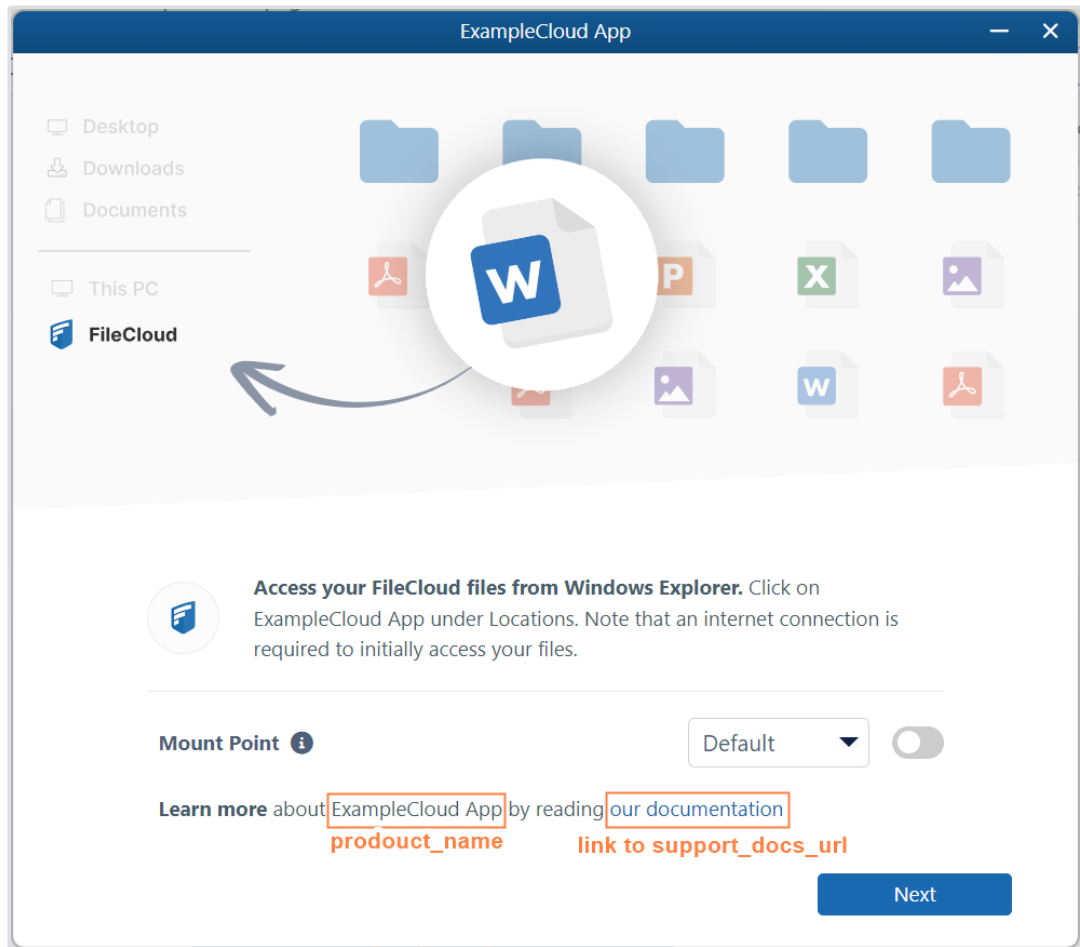 ExampleCloud App
Desktop
Downloads
Documents
This PC
FileCloud
W
P
X
W
Access your FileCloud files from Windows Explorer. Click on
ExampleCloud App under Locations. Note that an internet connection is
required to initially access your files.
Mount Point
Default
Learn more about ExampleCloud App by reading our documentation
prodouct_name
link to support_docs_url
Next